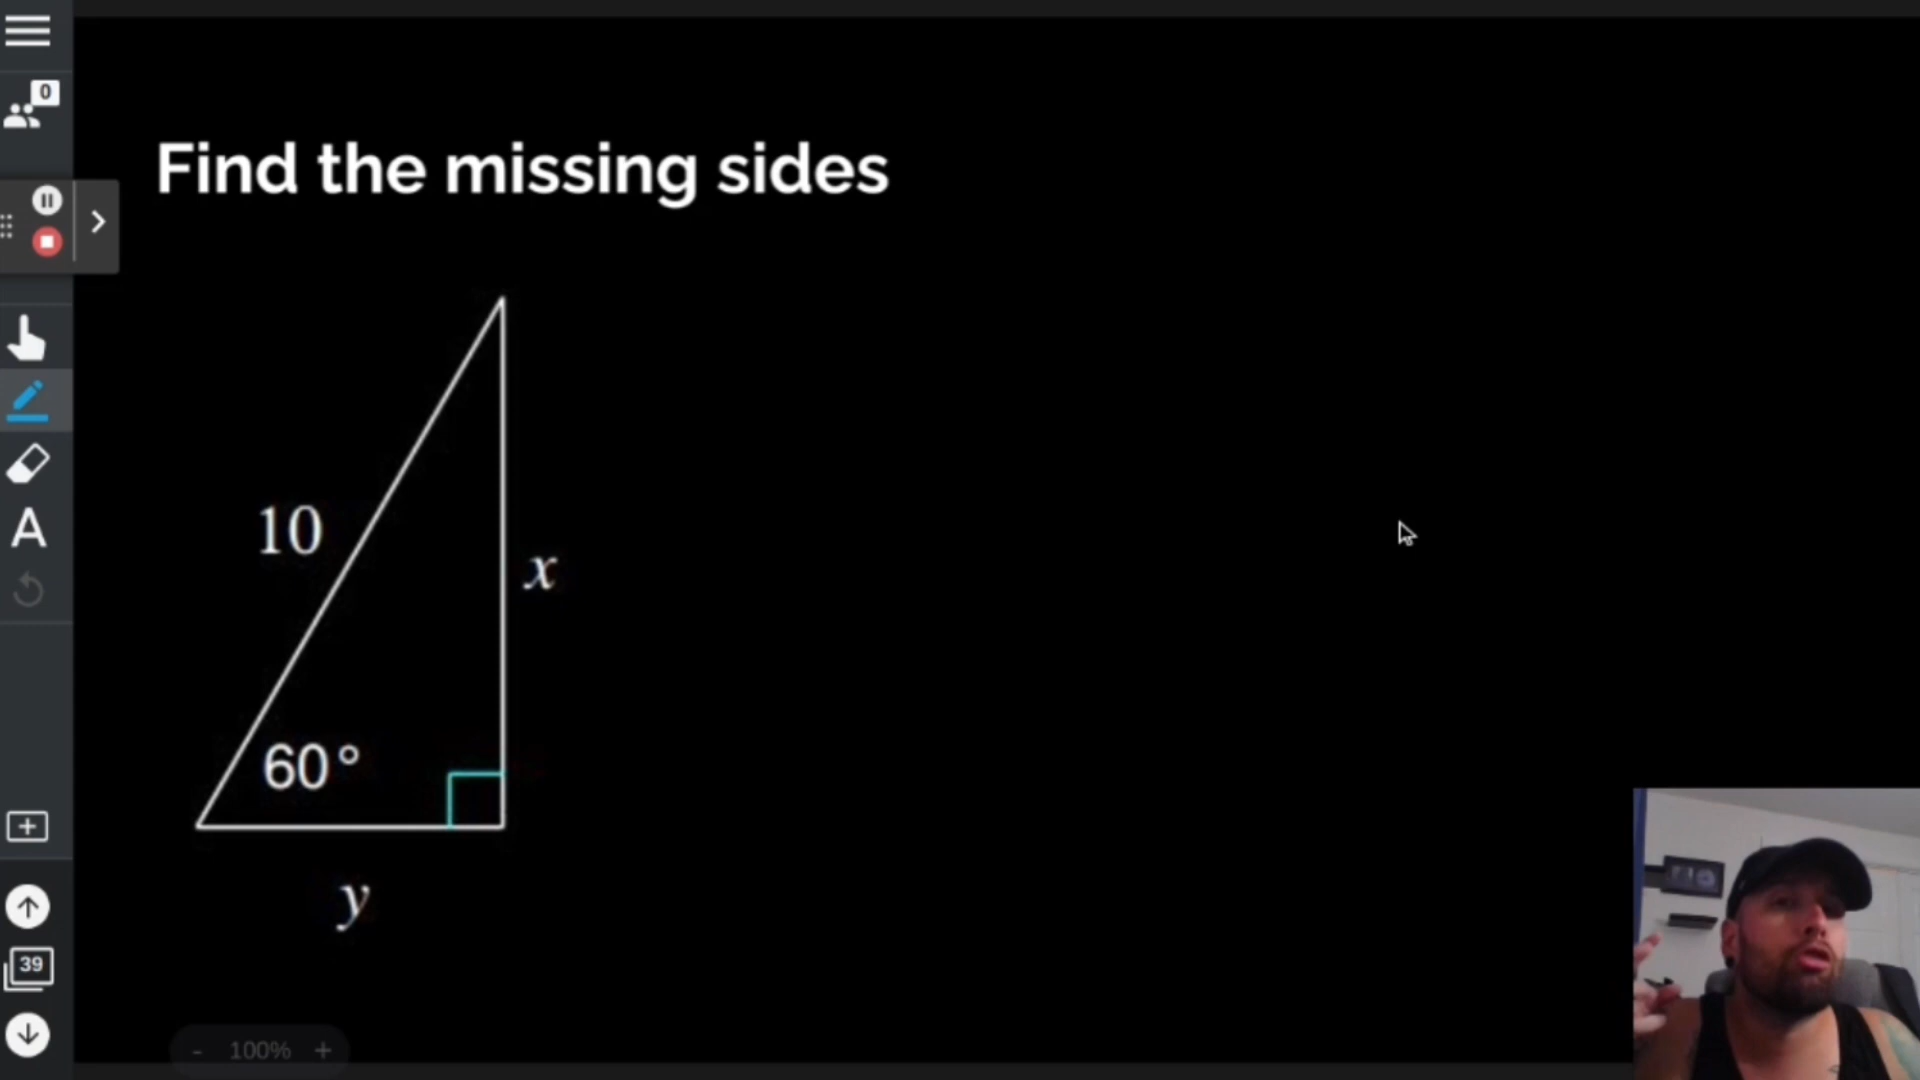 0
Find the missing sides
10
x
60°
y
A
39
- 100% +